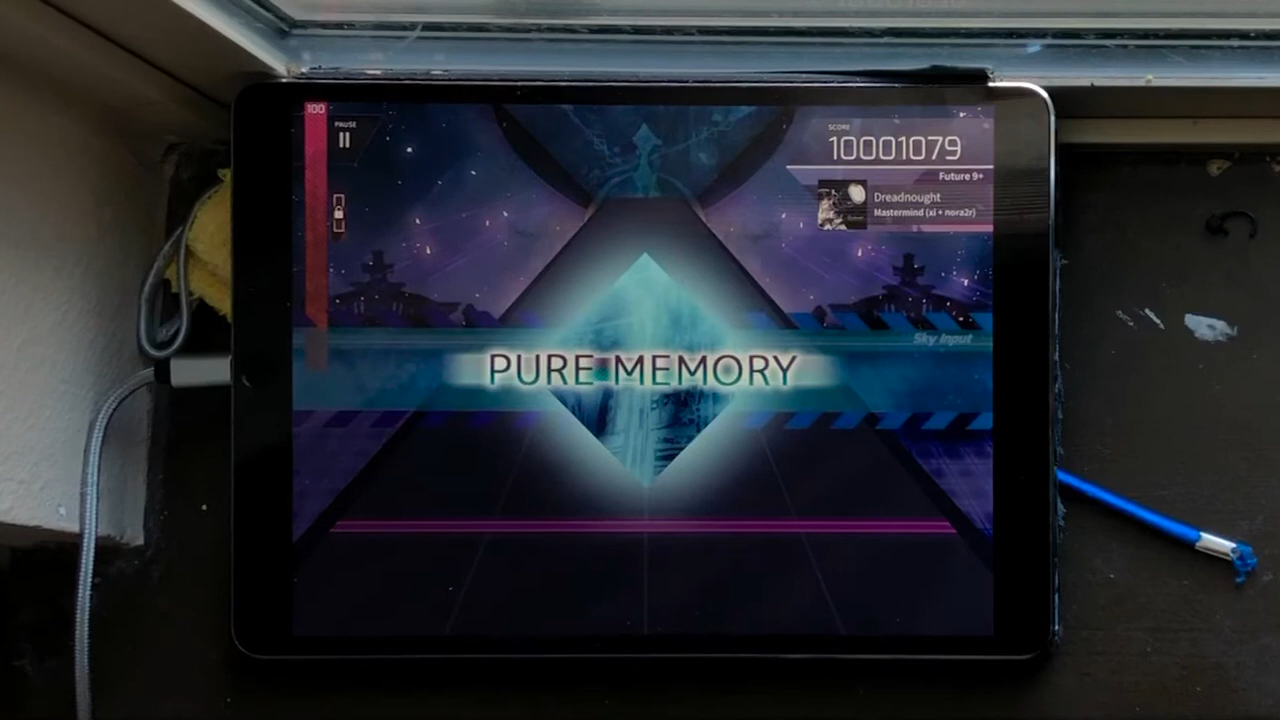 100
PAUSE
SCORE
10001079
Future 9+
Dreadnought
Mastermind (xi + nora2r)
Sky Input
PURE MEMORY